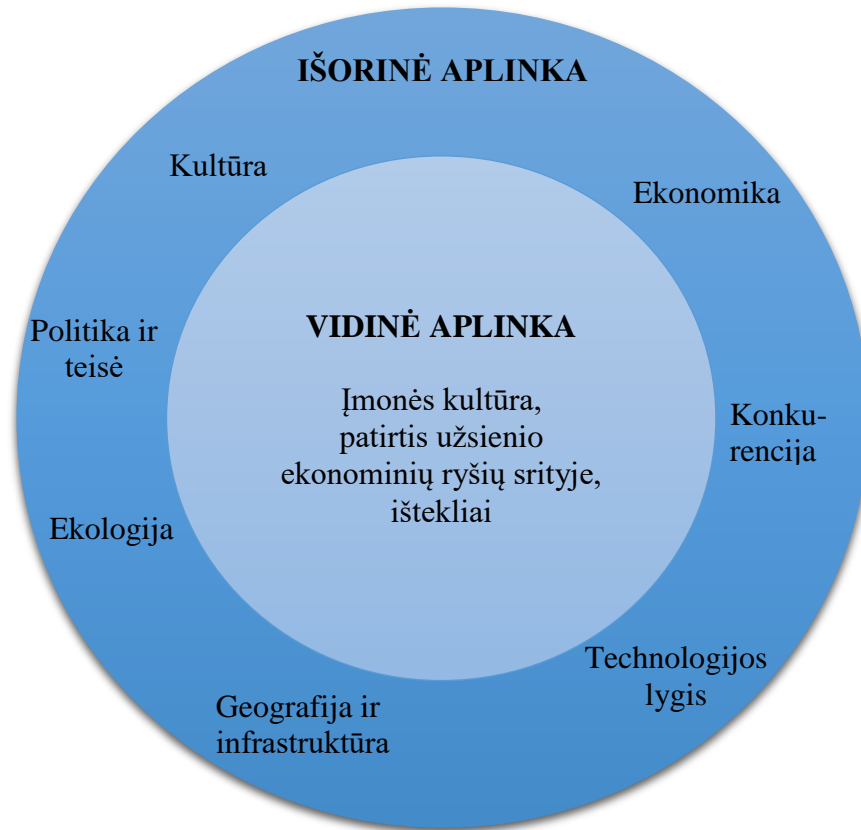 IŠORINĖ APLINKA
Kultūra
Ekonomika
Politika ir
teisė
VIDINĖ APLINKA
Įmonės kultūra,
patirtis užsienio
ekonominių ryšių srityje,
ištekliai
Konku-
rencija
Ekologija
Technologijos
lygis
Geografija ir
infrastruktūra